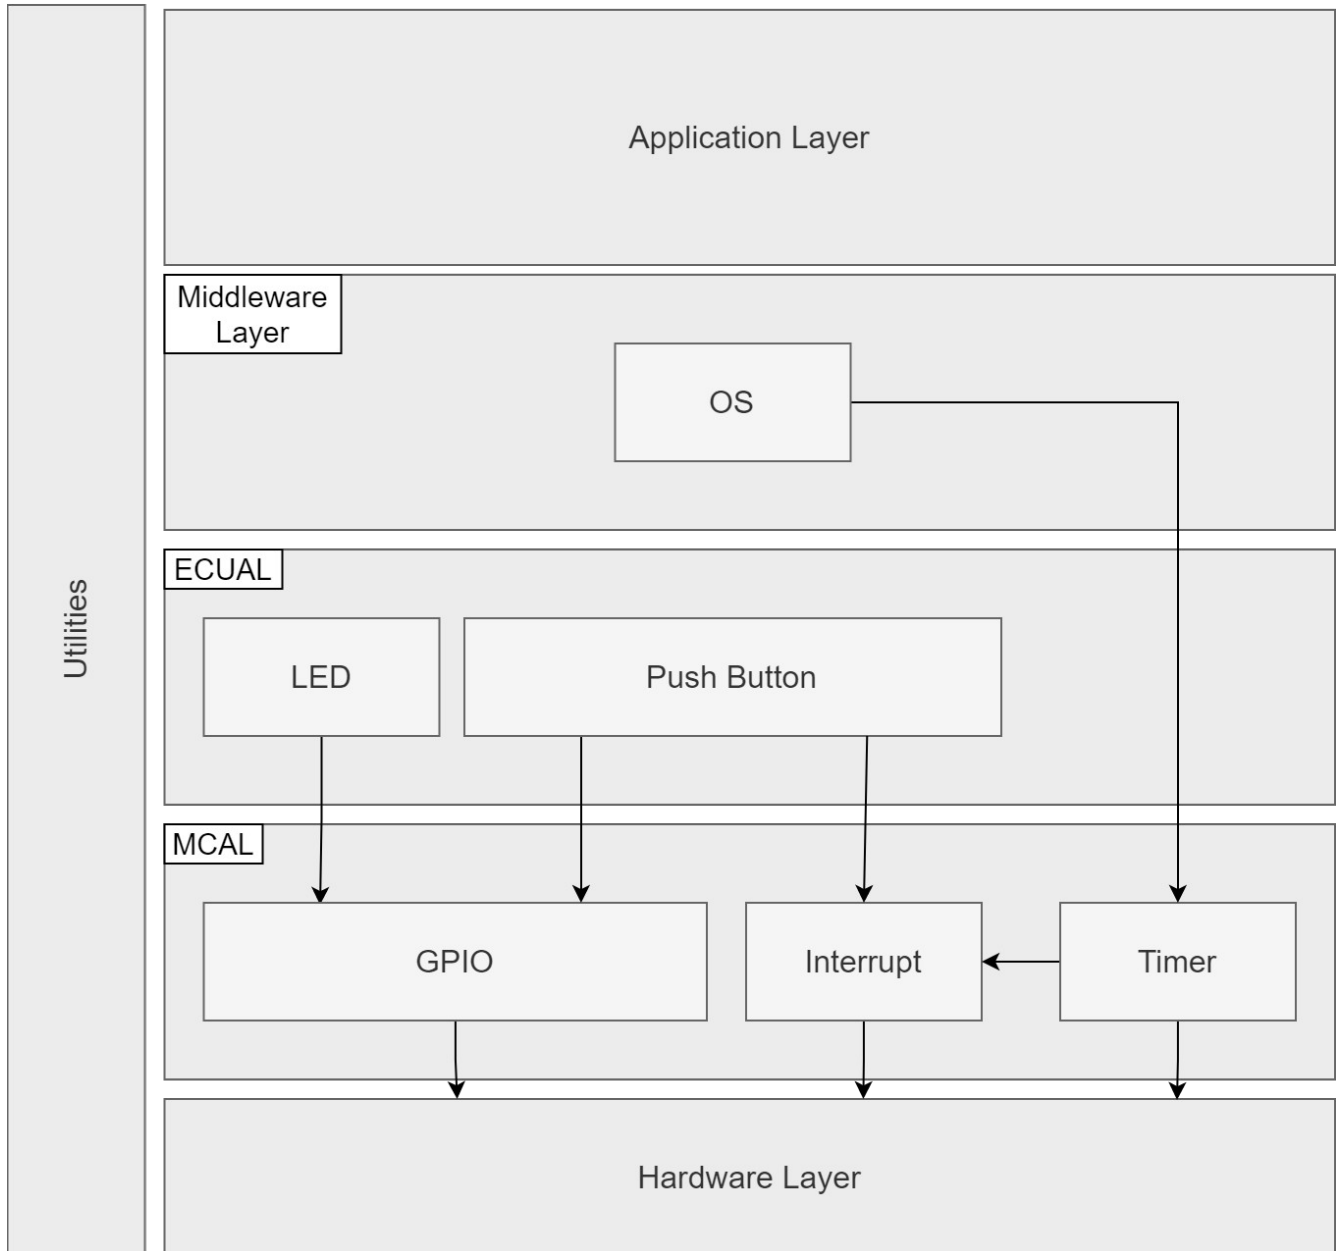 Utilities
Application Layer
Middleware
Layer
OS
ECUAL
LED
Push Button
MCAL
GPIO
Interrupt
Timer
Hardware Layer